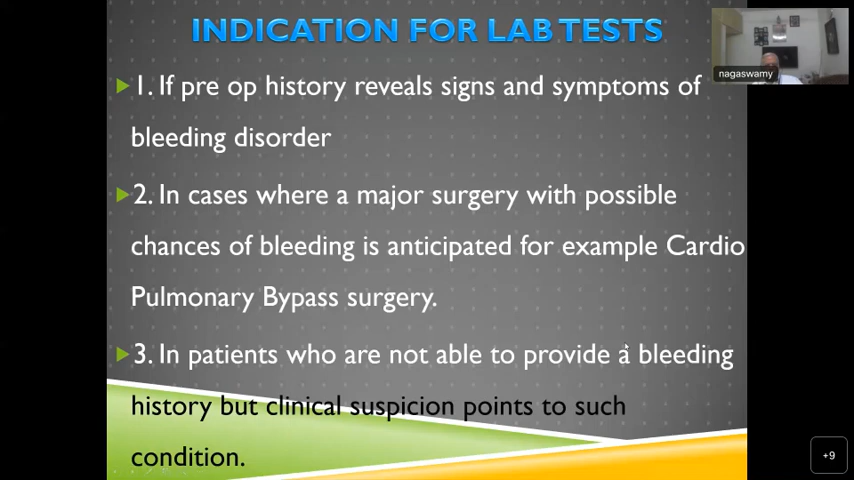 INDICATION FOR LAB TESTS
nagaswamy
1. If pre op history reveals signs and symptoms of
bleeding disorder
2. In cases where a major surgery with possible
chances of bleeding is anticipated for example Cardio
Pulmonary Bypass surgery.
3. In patients who are not able to provide a bleeding
history but clinical suspicion points to such
condition.
+9